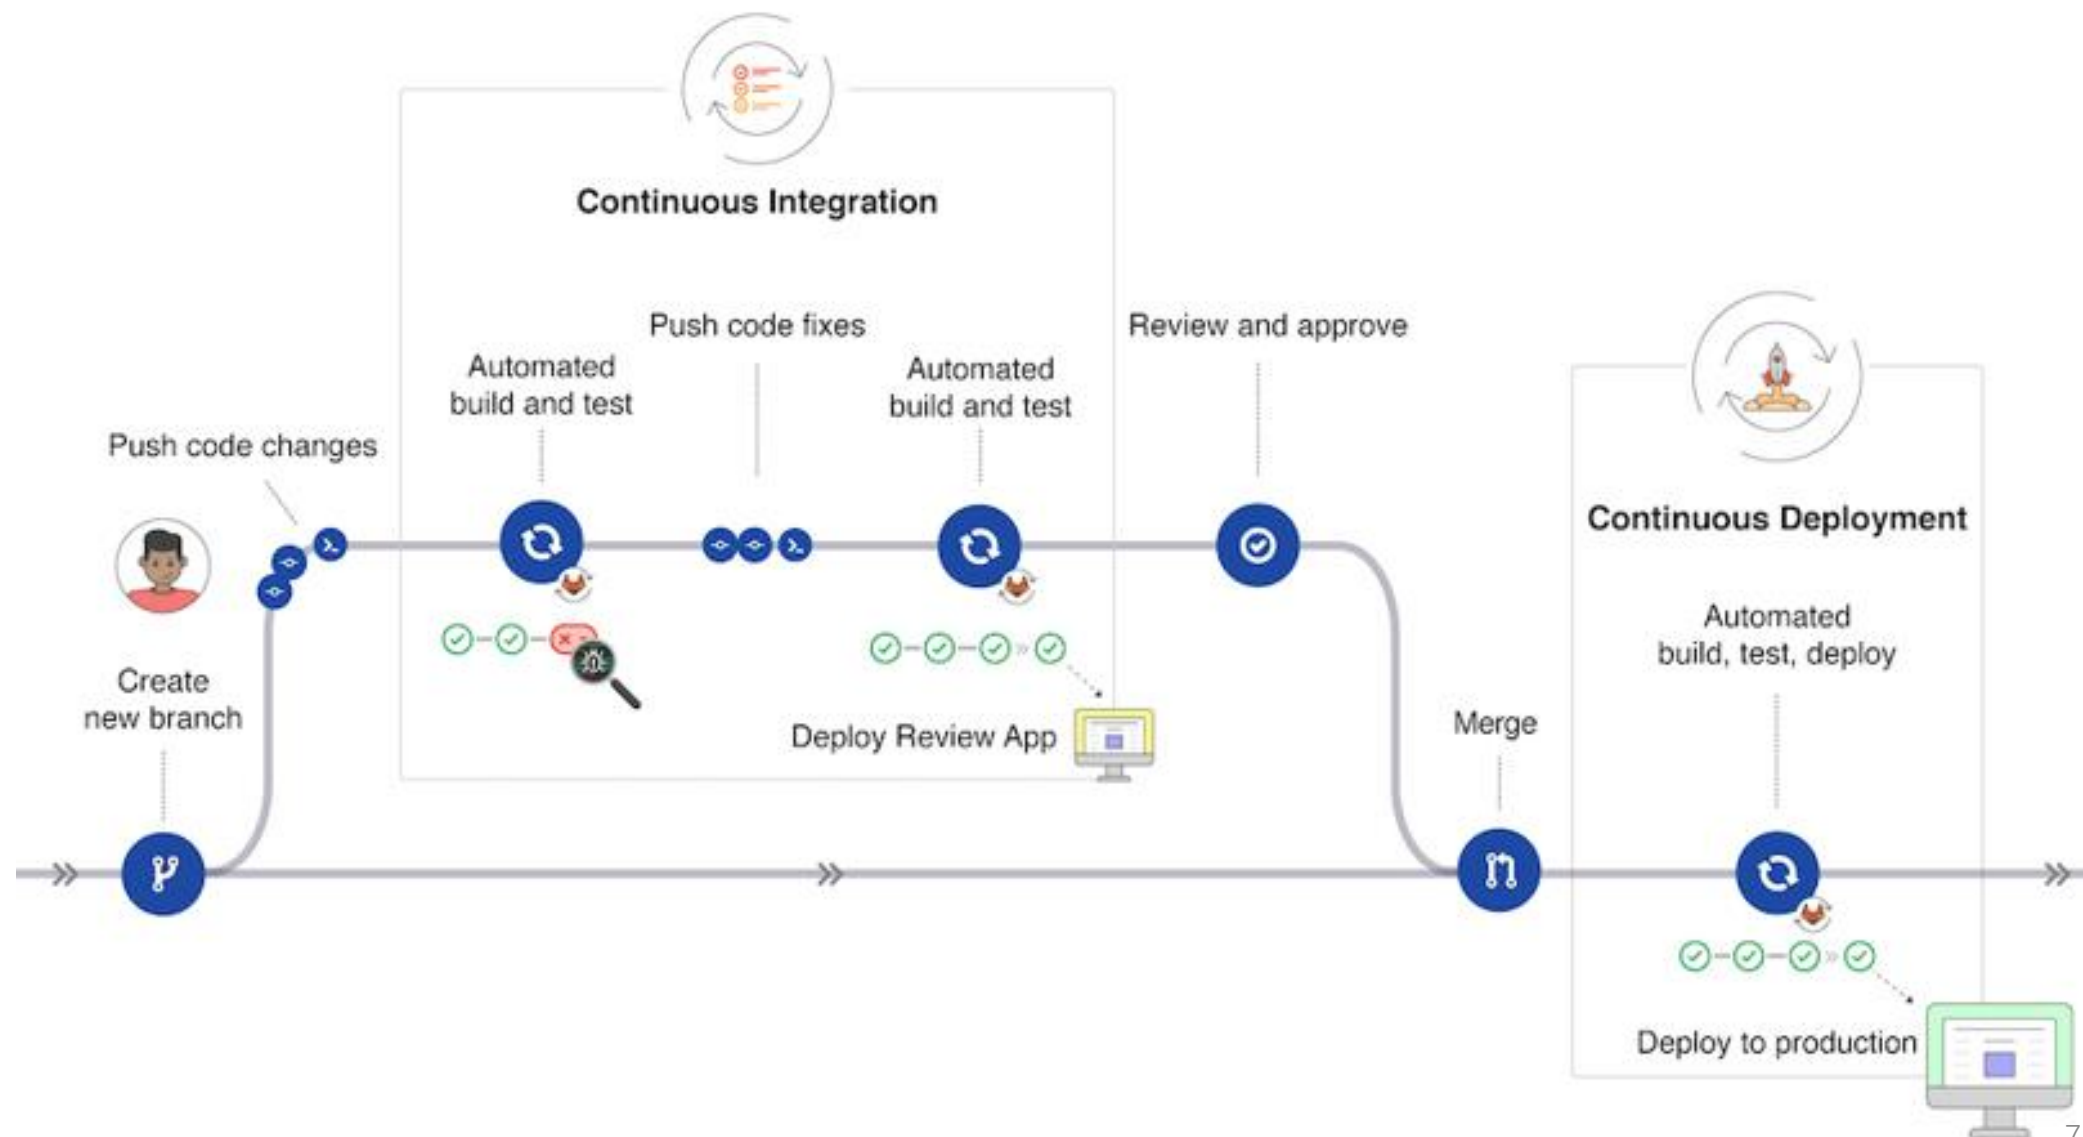 Continuous Integration
Push code fixes
Review and approve
Automated
build and test
Automated
build and test
Push code changes
Continuous Deployment
Automated
build, test, deploy
Create
new branch
Merge
Deploy Review App
Deploy to production
7